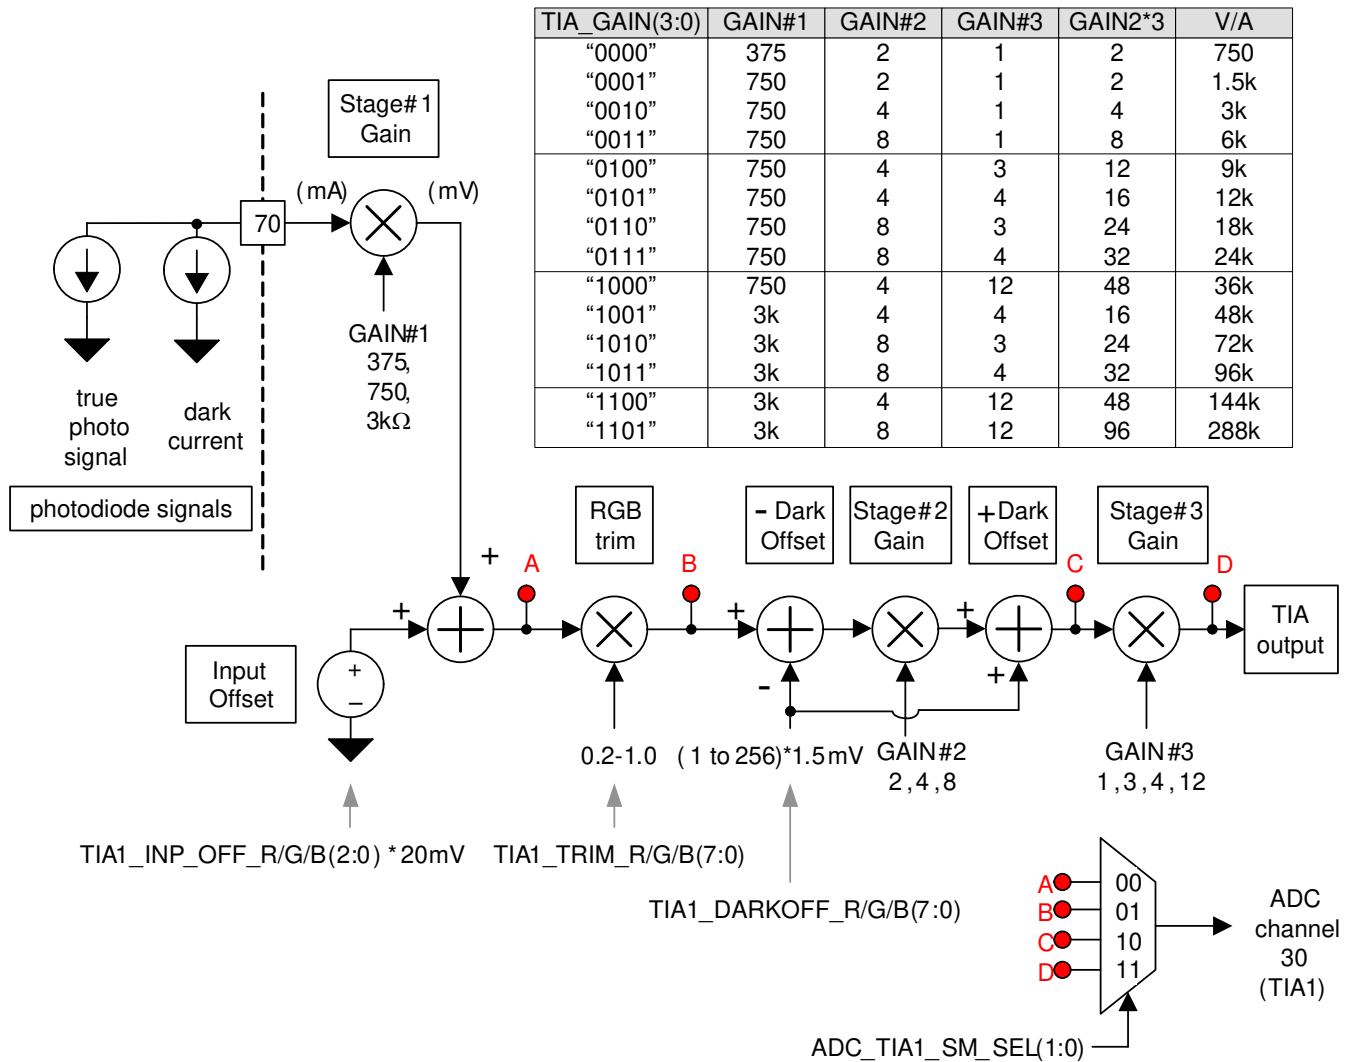 TIA_GAIN(3:0) GAIN#1 GAIN#2 GAIN#3 GAIN2*3 V/A
“0000” 375 2 1 2 750
“0001” 750 2 1 2 1.5k
“0010” 750 4 1 4 3k
“0011” 750 8 1 8 6k
“0100” 750 4 3 12 9k
“0101” 750 4 4 16 12k
“0110” 750 8 3 24 18k
“0111” 750 8 4 32 24k
“1000” 750 4 12 48 36k
“1001” 3k 4 4 16 48k
“1010” 3k 8 3 24 72k
“1011” 3k 8 4 32 96k
“1100” 3k 4 12 48 144k
“1101” 3k 8 12 96 288k
Stage#1
Gain
(mA) (mV)
70
GAIN#1
375,
750,
3kΩ
true
photo
signal
dark
current
photodiode signals
RGB
trim
- Dark
Offset
Stage#2
Gain
+Dark
Offset
Stage#3
Gain
+
A
B
C
D
+
+
+
TIA
output
Input
Offset
+
−
-
+
0.2-1.0
(1 to 256)*1.5mV
GAIN#2
2,4,8
GAIN#3
1,3,4,12
TIA1_INP_OFF_R/G/B(2:0) *20mV
TIA1_TRIM_R/G/B(7:0)
TIA1_DARKOFF_R/G/B(7:0)
A 00
B 01
C 10
D 11
ADC
channel
30
(TIA1)
ADC_TIA1_SM_SEL(1:0)